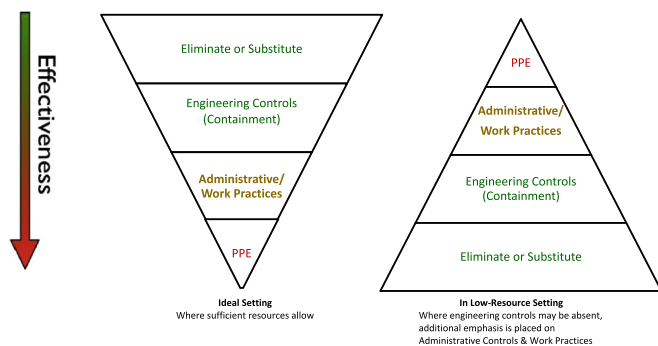 Effectiveness
Eliminate or Substitute
Engineering Controls
(Containment)
Administrative/
Work Practices
PPE
Ideal Setting
Where sufficient resources allow
PPE
Administrative/
Work Practices
Engineering Controls
(Containment)
Eliminate or Substitute
In Low-Resource Setting
Where engineering controls may be absent,
additional emphasis is placed on
Administrative Controls & Work Practices